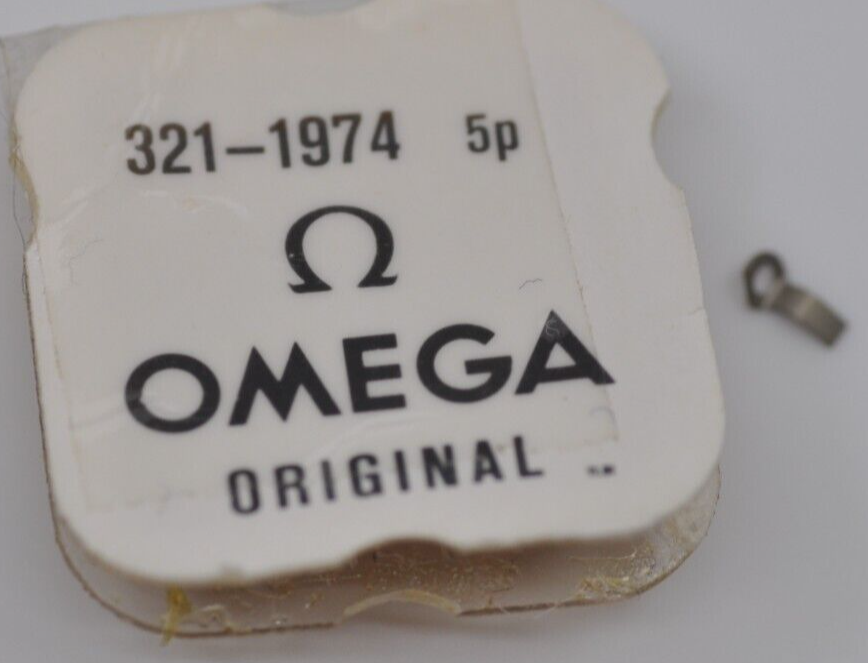 321-1974 5p
Ω
OMEGA
ORIGINAL